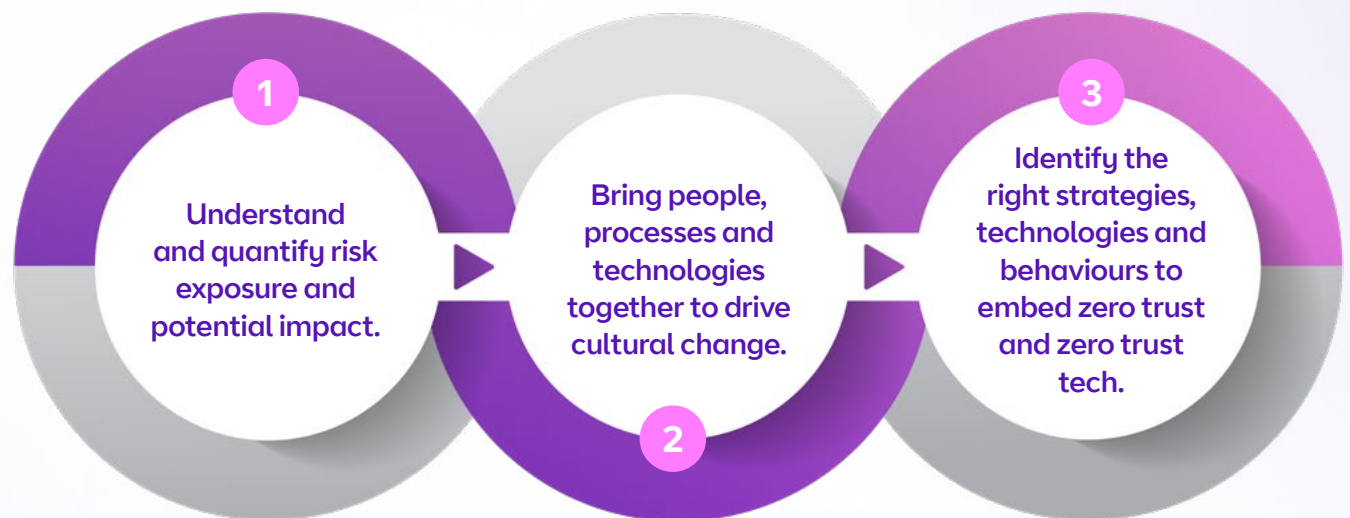 1
Understand
and quantify risk
exposure and
potential impact.
Bring people,
processes and
technologies
together to drive
cultural change.
2
3
Identify the
right strategies,
technologies and
behaviours to
embed zero trust
and zero trust
tech.